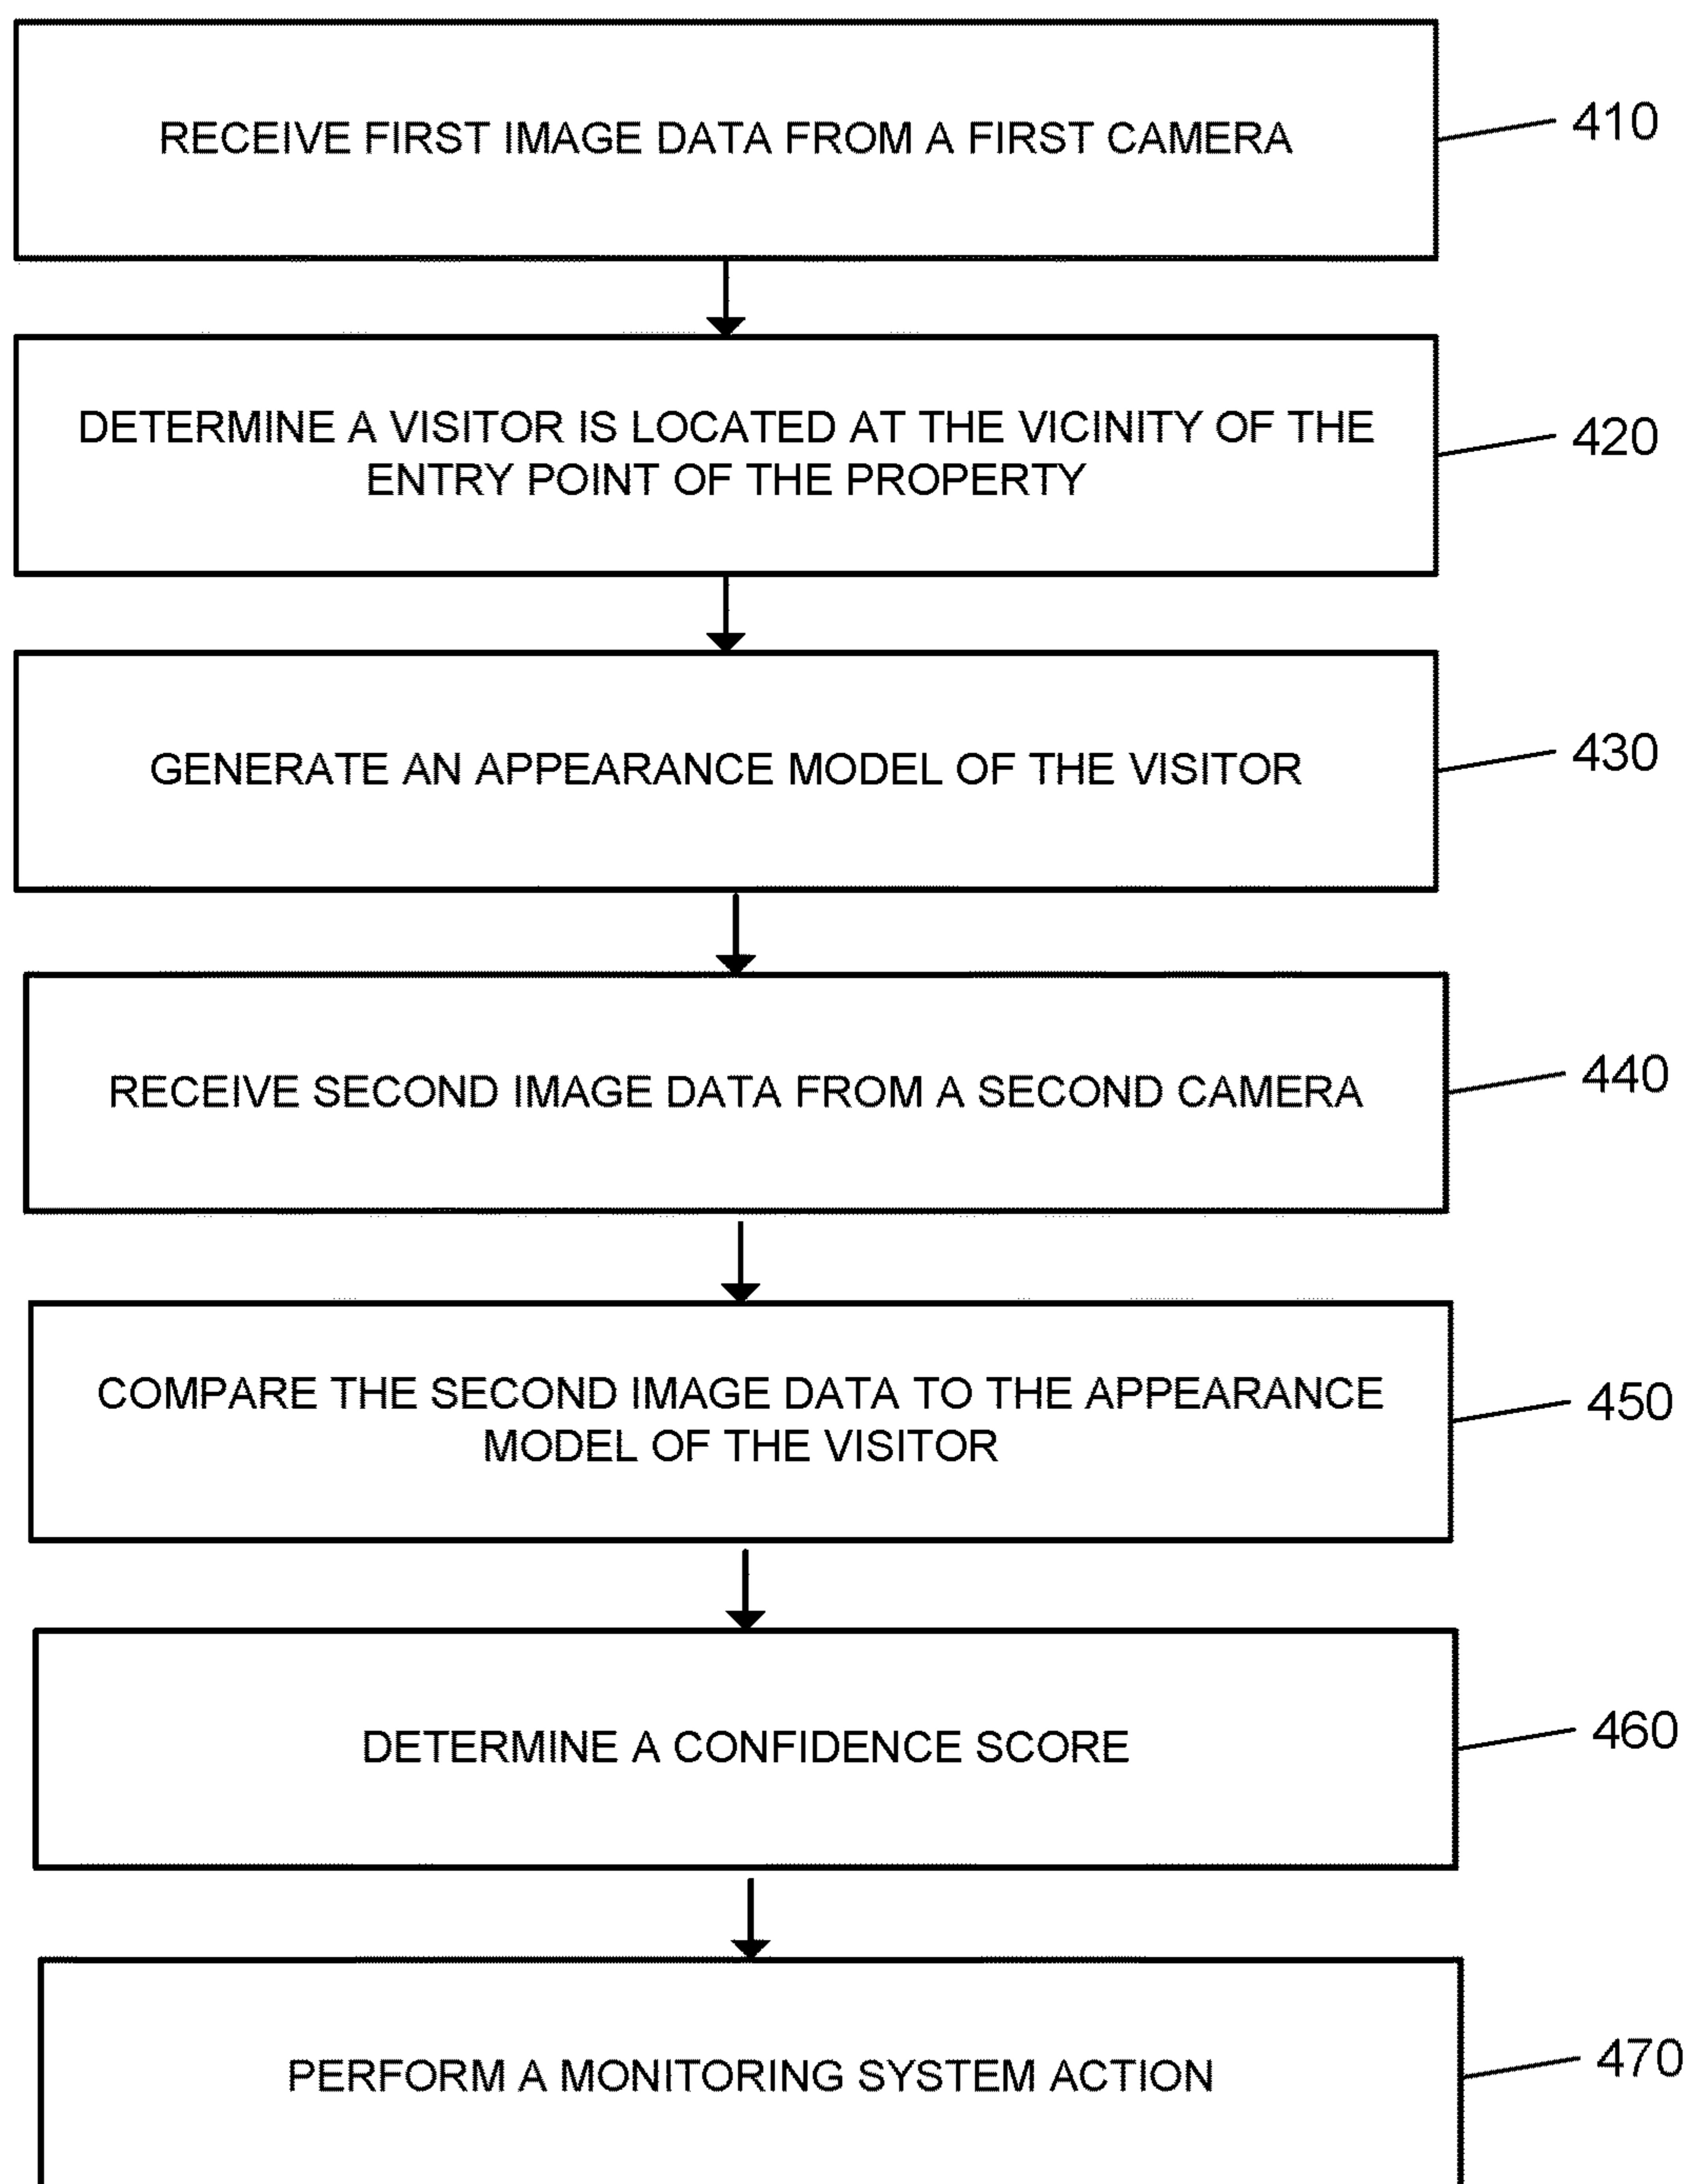 RECEIVE FIRST IMAGE DATA FROM A FIRST CAMERA
410
DETERMINE A VISITOR IS LOCATED AT THE VICINITY OF THE
ENTRY POINT OF THE PROPERTY
420
GENERATE AN APPEARANCE MODEL OF THE VISITOR
430
RECEIVE SECOND IMAGE DATA FROM A SECOND CAMERA
440
COMPARE THE SECOND IMAGE DATA TO THE APPEARANCE
MODEL OF THE VISITOR
450
DETERMINE A CONFIDENCE SCORE
460
PERFORM A MONITORING SYSTEM ACTION
470